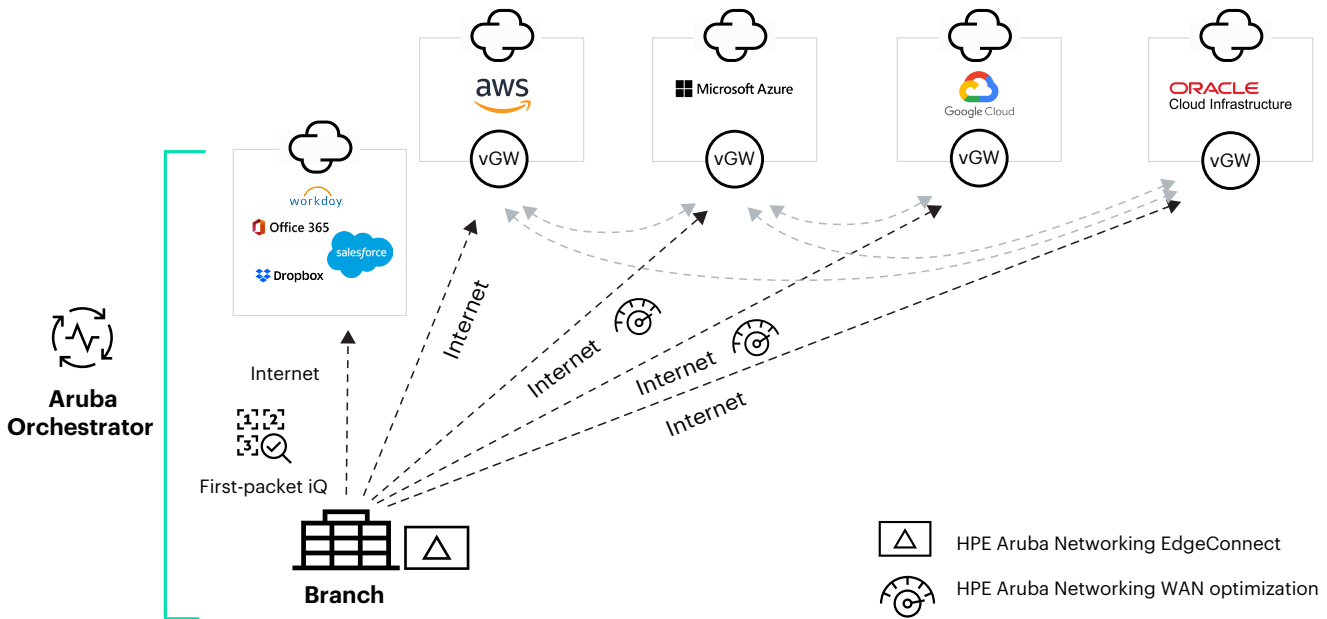 aws
vGW
Microsoft Azure
vGW
Google Cloud
vGW
ORACLE
Cloud Infrastructure
vGW
workday.
Office 365
salesforce
Dropbox
Aruba
Orchestrator
Internet
1 2
3
First-packet iQ
Internet
Internet
Internet
Internet
Branch
HPE Aruba Networking EdgeConnect
HPE Aruba Networking WAN optimization